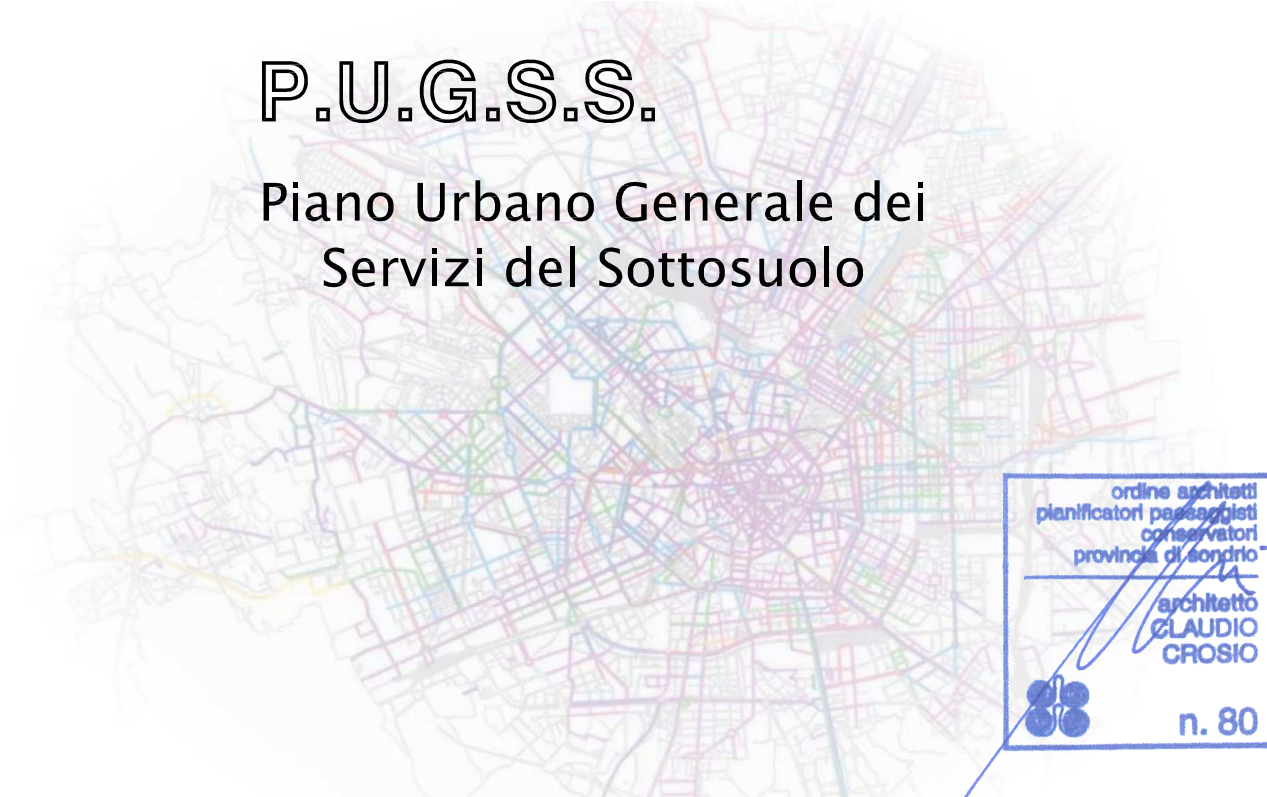 P.U.G.S.S.
Piano Urbano Generale dei
Servizi del Sottosuolo
ordine architetti
pianificatori paesaggisti
conservatori
provincia di sondrio
architetto
CLAUDIO
CROSIO
n. 80